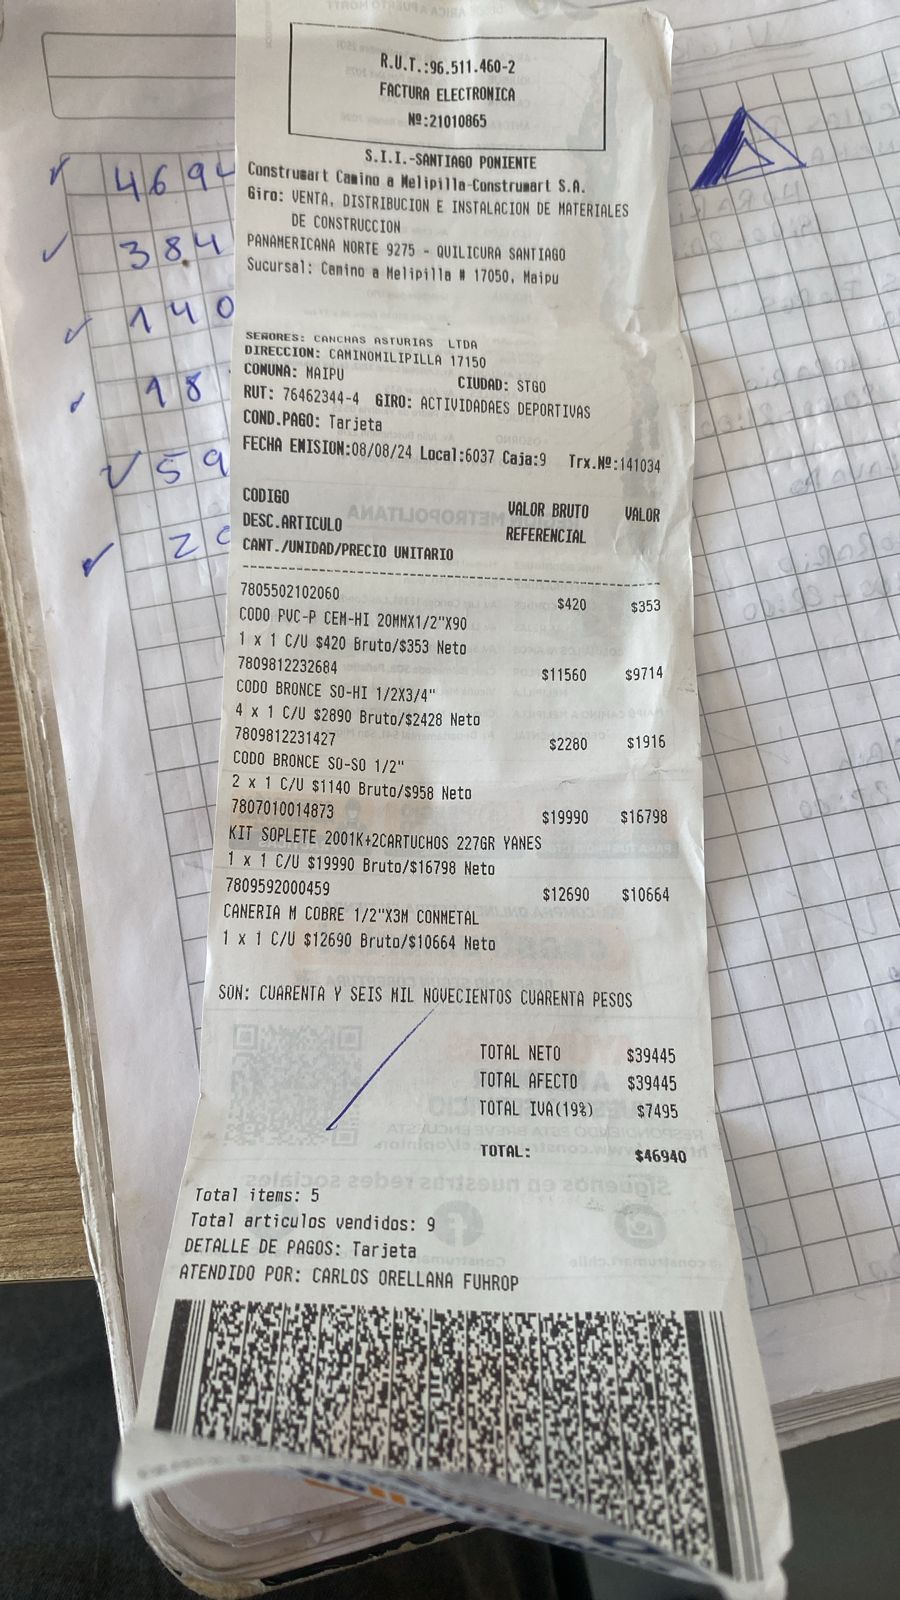 R.U.T.:96.511.460-2
FACTURA ELECTRONICA
Nº:21010865
S.I.I.-SANTIAGO PONIENTE
Construmart Camino a Melipilla-Construmart S.A.
Giro: VENTA, DISTRIBUCION E INSTALACION DE MATERIALES
DE CONSTRUCCION
PANAMERICANA NORTE 9275 - QUILICURA SANTIAGO
Sucursal: Camino a Melipilla # 17050, Maipu
SEÑORES: CANCHAS ASTURIAS LTDA
DIRECCION: CAMINOMILIPILLA 17150
COMUNA: MAIPU CIUDAD: STGO
RUT: 76462344-4 GIRO: ACTIVIDADAES DEPORTIVAS
COND.PAGO: Tarjeta
FECHA EMISION:08/08/24 Local:6037 Caja:9 Trx.Nº:141034
CODIGO VALOR BRUTO VALOR
DESC.ARTICULO REFERENCIAL
CANT./UNIDAD/PRECIO UNITARIO
7805502102060 $420 $353
CODO PVC-P CEM-HI 20MMX1/2"X90
1 x 1 C/U $420 Bruto/$353 Neto
7809812232684 $11560 $9714
CODO BRONCE SO-HI 1/2X3/4"
4 x 1 C/U $2890 Bruto/$2428 Neto
7809812231427 $2280 $1916
CODO BRONCE SO-SO 1/2"
2 x 1 C/U $1140 Bruto/$958 Neto
7807010014873 $19990 $16798
KIT SOPLETE 2001K+2CARTUCHOS 227GR YANES
1 x 1 C/U $19990 Bruto/$16798 Neto
7809592000459 $12690 $10664
CANERIA M COBRE 1/2"X3M CONMETAL
1 x 1 C/U $12690 Bruto/$10664 Neto
SON: CUARENTA Y SEIS MIL NOVECIENTOS CUARENTA PESOS
TOTAL NETO $39445
TOTAL AFECTO $39445
TOTAL IVA(19%) $7495
TOTAL: $46940
Total items: 5
Total articulos vendidos: 9
DETALLE DE PAGOS: Tarjeta
ATENDIDO POR: CARLOS ORELLANA FUHROP
4694
384
140
18
59